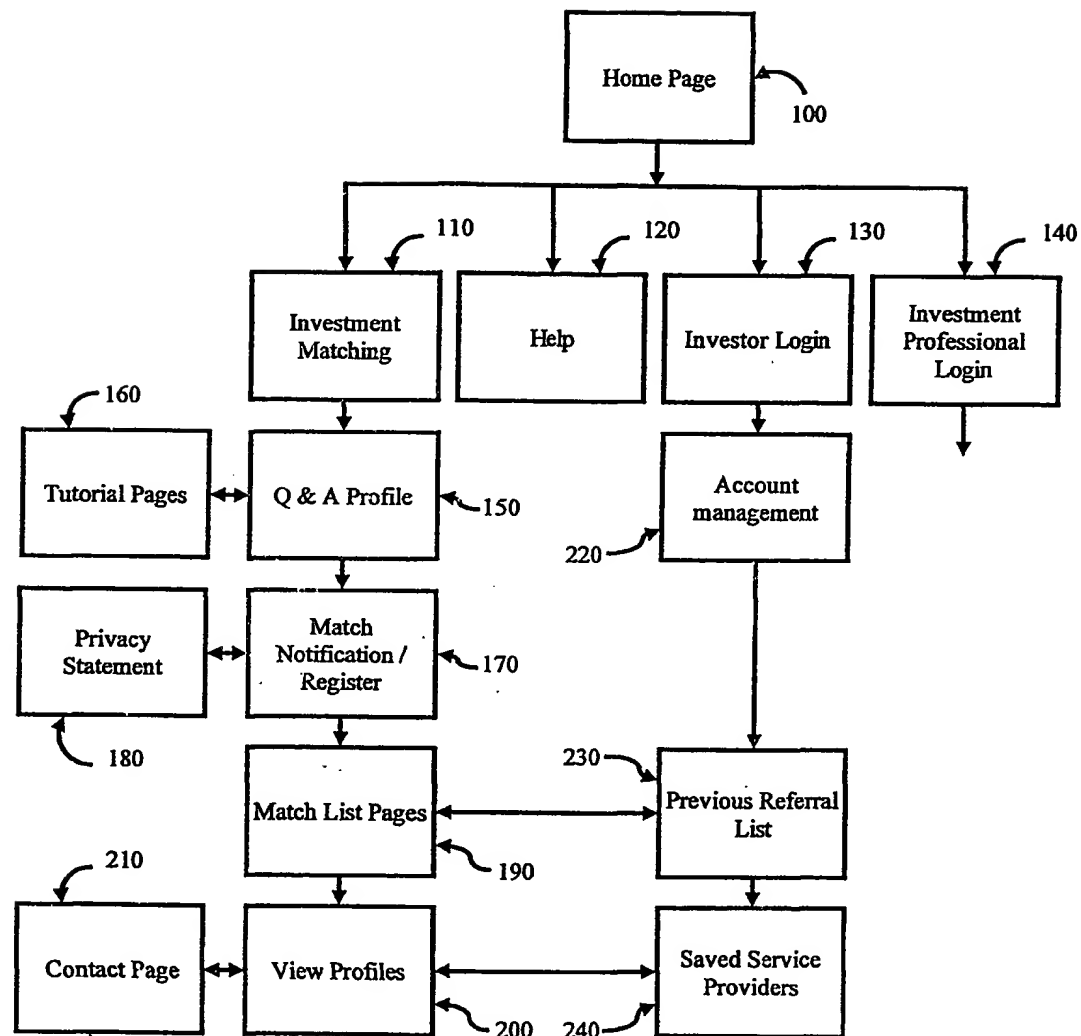 Home Page
100
110
120
130
140
Investment
Matching
Help
Investor Login
Investment
Professional
Login
160
Tutorial Pages
Q & A Profile
150
Account
management
220
Privacy
Statement
Match
Notification /
Register
170
180
230
Match List Pages
Previous Referral
List
190
210
Contact Page
View Profiles
Saved Service
Providers
200
240